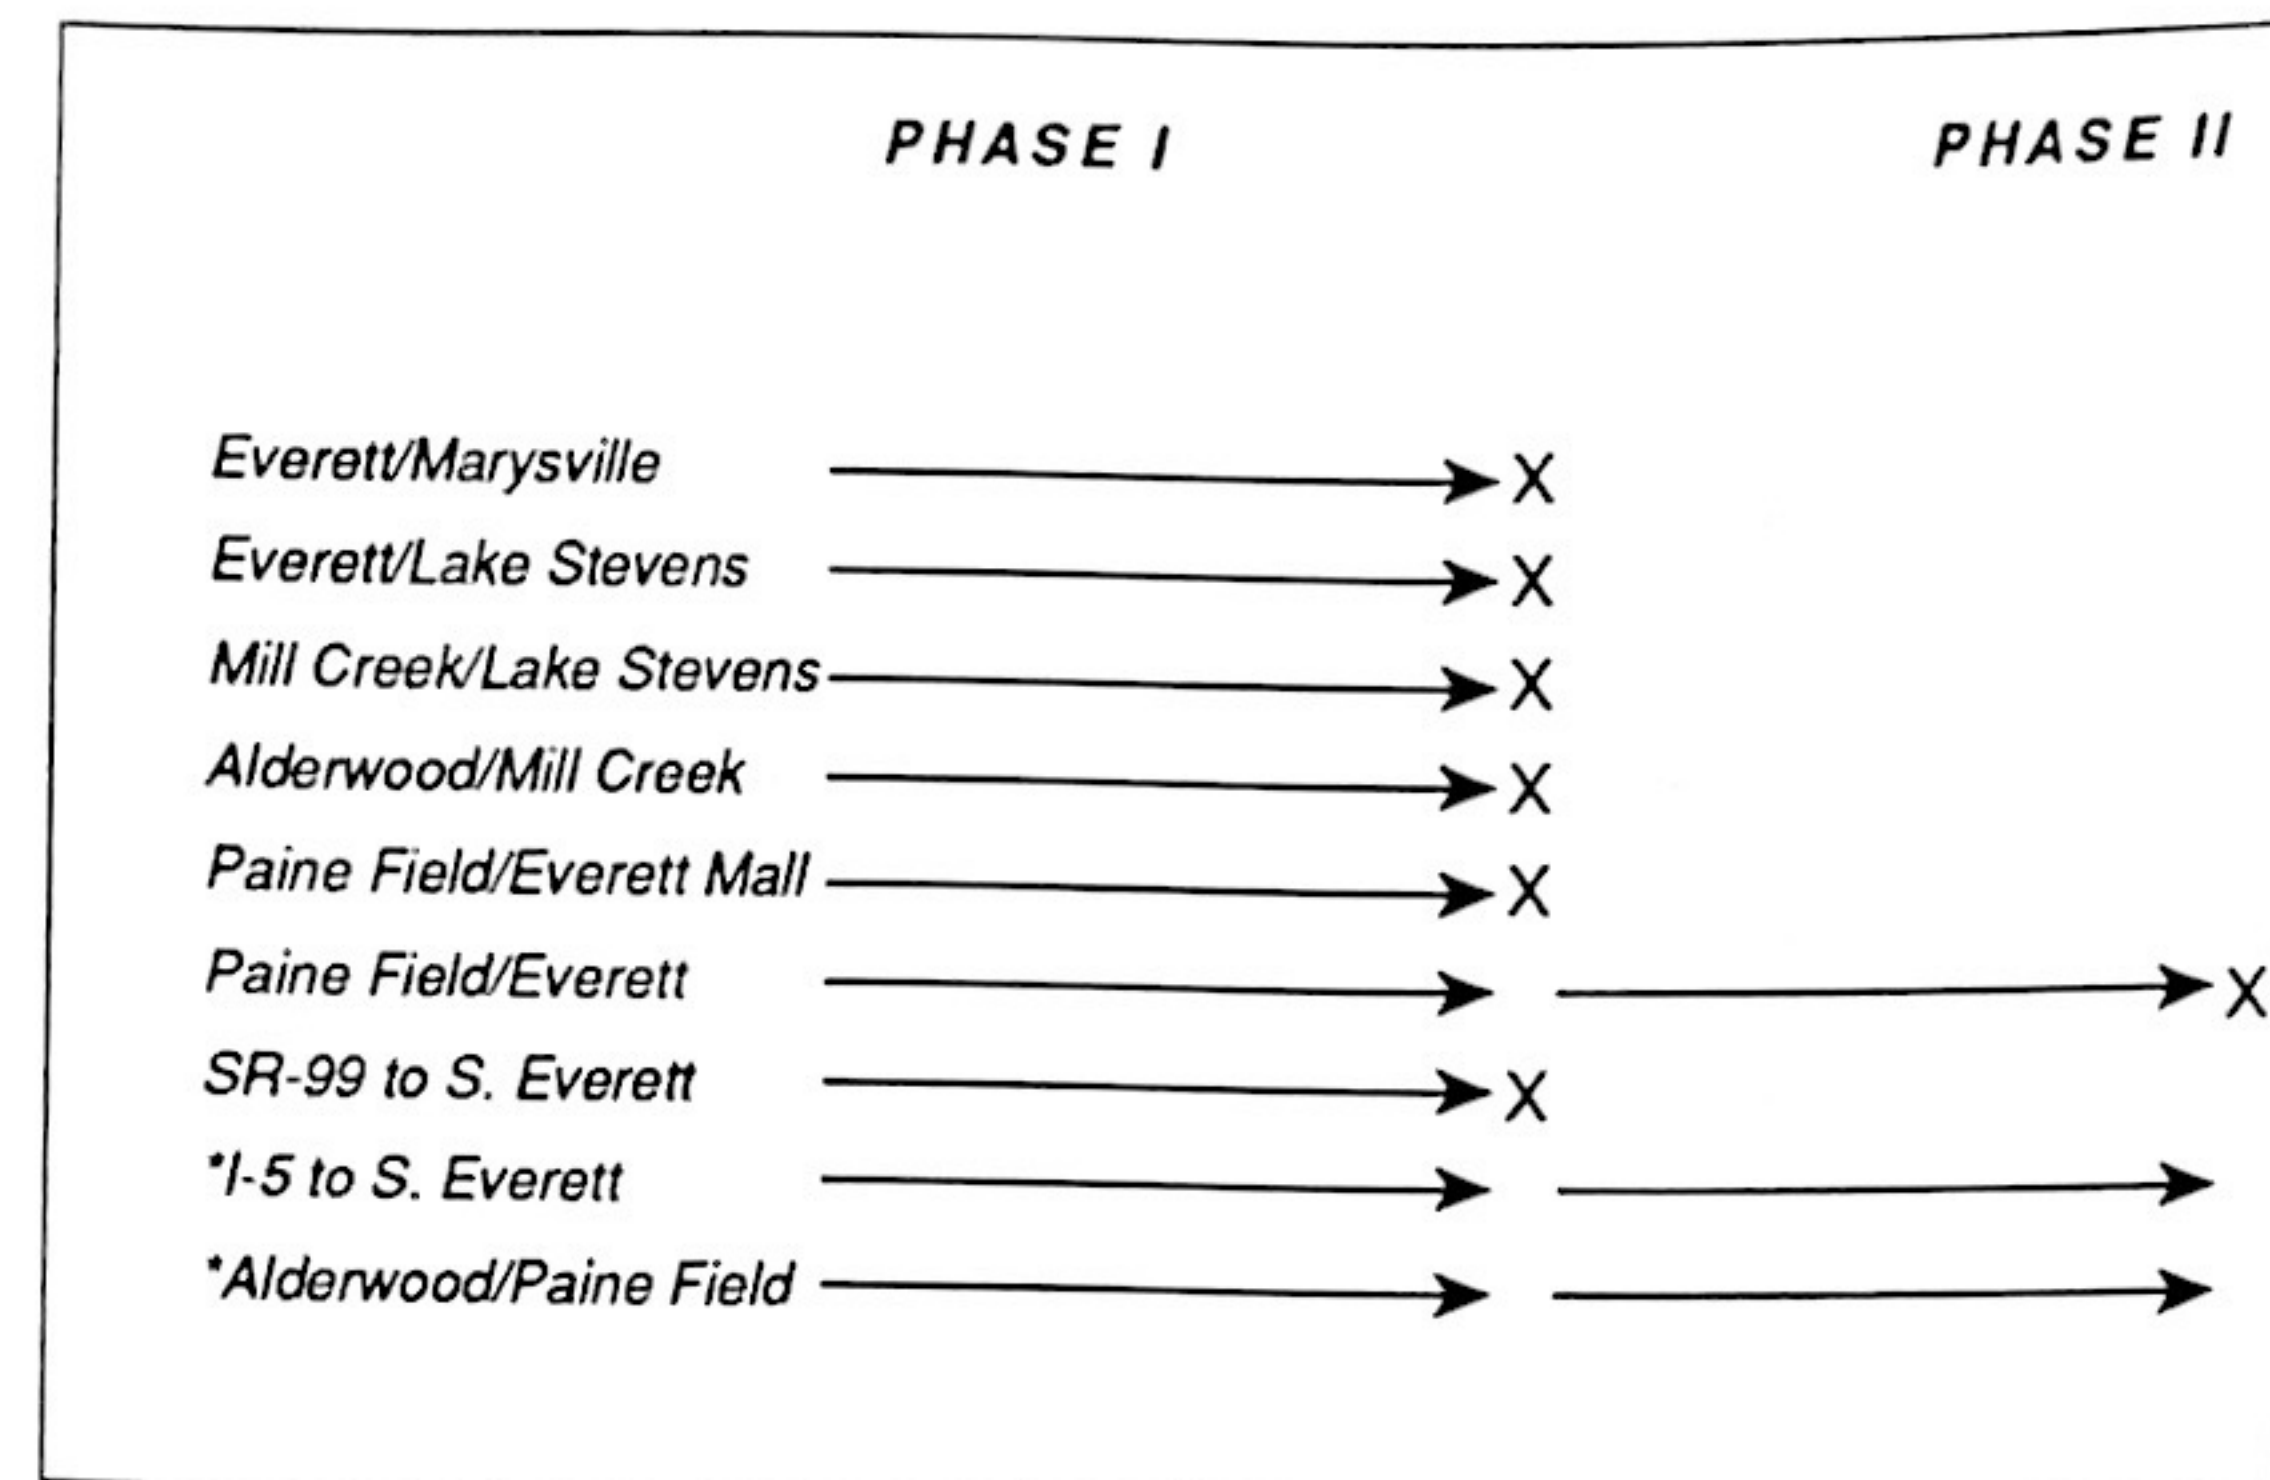 PHASE I PHASE II
Everett/Marysville X
Everett/Lake Stevens X
Mill Creek/Lake Stevens X
Alderwood/Mill Creek X
Paine Field/Everett Mall X
Paine Field/Everett X
SR-99 to S. Everett X
*I-5 to S. Everett
*Alderwood/Paine Field